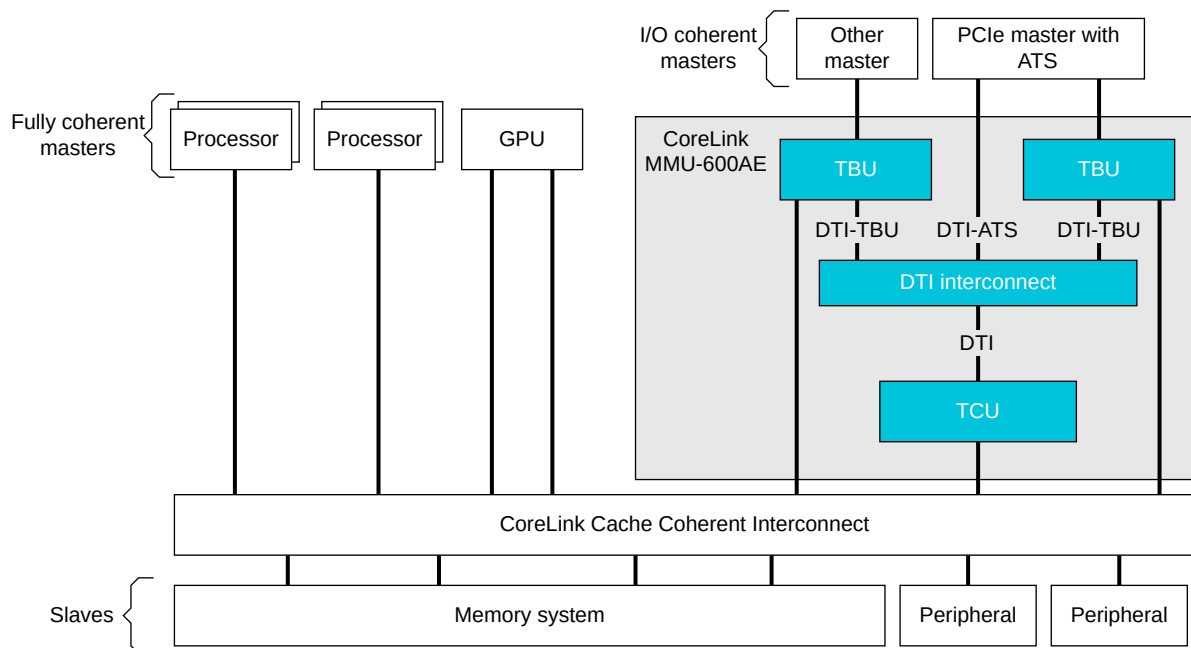 I/O coherent
masters
Other
master
PCIe master with
ATS
Fully coherent
masters
Processor
Processor
GPU
CoreLink
MMU-600AE
TBU
TBU
DTI-TBU
DTI-ATS
DTI-TBU
DTI interconnect
DTI
TCU
CoreLink Cache Coherent Interconnect
Slaves
Memory system
Peripheral
Peripheral